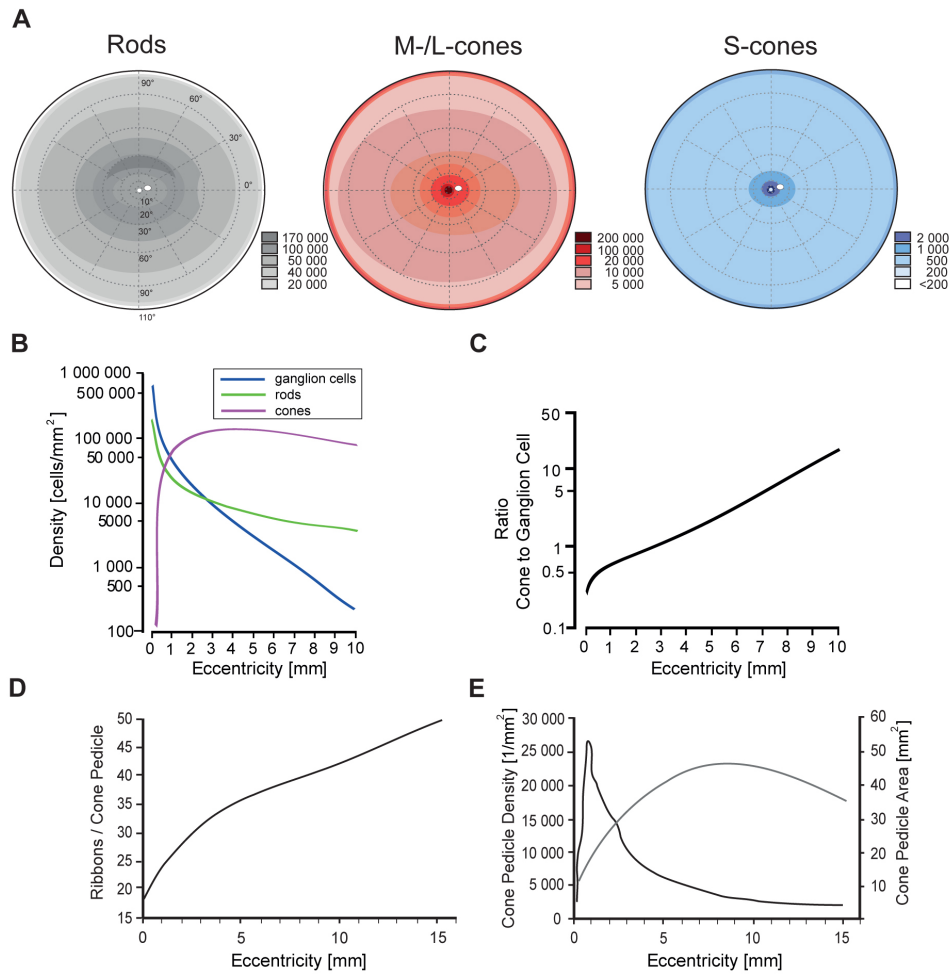 A
Rods
M-/L-cones
S-cones
90°
60°
30°
0°
10°
20°
30°
60°
90°
110°
170 000
100 000
50 000
40 000
20 000
200 000
100 000
20 000
10 000
5 000
2 000
1 000
500
200
<200
B
Density [cells/mm²]
1 000 000
500 000
100 000
50 000
10 000
5000
1 000
500
100
ganglion cells
rods
cones
0 1 2 3 4 5 6 7 8 9 10
Eccentricity [mm]
C
Ratio
Cone to Ganglion Cell
50
10
5
1
0.5
0.1
0 1 2 3 4 5 6 7 8 9 10
Eccentricity [mm]
D
Ribbons / Cone Pedicle
50
45
40
35
30
25
20
15
0 5 10 15
Eccentricity [mm]
E
Cone Pedicle Density [1/mm²]
30 000
25 000
20 000
15 000
10 000
5 000
0
60
50
40
30
20
10
Cone Pedicle Area [mm²]
0 5 10 15
Eccentricity [mm]